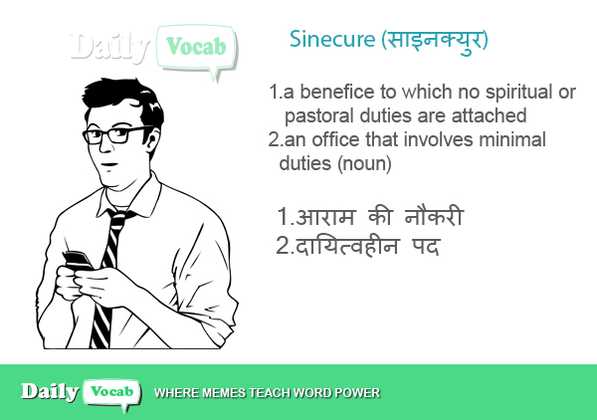 Daily Vocab
Sinecure (साइनक्युर)
1.a benefice to which no spiritual or
pastoral duties are attached
2.an office that involves minimal
duties (noun)
1.आराम की नौकरी
2.दायित्वहीन पद
Daily Vocab WHERE MEMES TEACH WORD POWER